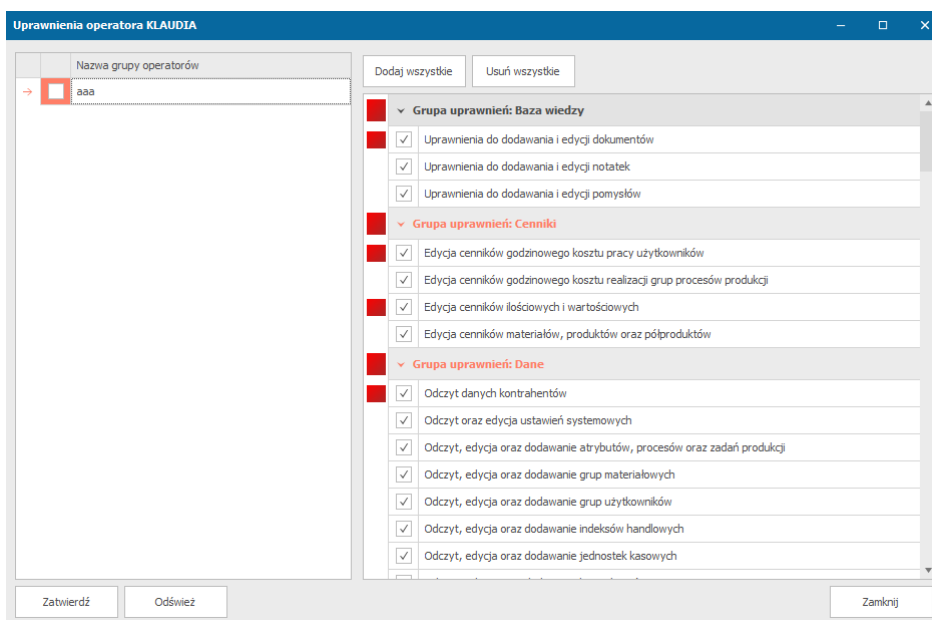 Uprawnienia operatora KLAUDIA
Nazwa grupy operatorów
aaa
Dodaj wszystkie
Usuń wszystkie
Grupa uprawnień: Baza wiedzy
Uprawnienia do dodawania i edycji dokumentów
Uprawnienia do dodawania i edycji notatek
Uprawnienia do dodawania i edycji pomysłów
Grupa uprawnień: Cenniki
Edycja cenników godzinowego kosztu pracy użytkowników
Edycja cenników godzinowego kosztu realizacji grup procesów produkcji
Edycja cenników ilościowych i wartościowych
Edycja cenników materiałów, produktów oraz półproduktów
Grupa uprawnień: Dane
Odczyt danych kontrahentów
Odczyt oraz edycja ustawień systemowych
Odczyt, edycja oraz dodawanie atrybutów, procesów oraz zadań produkcji
Odczyt, edycja oraz dodawanie grup materiałowych
Odczyt, edycja oraz dodawanie grup użytkowników
Odczyt, edycja oraz dodawanie indeksów handlowych
Odczyt, edycja oraz dodawanie jednostek kasowych
Zatwierdź
Odśwież
Zamknij